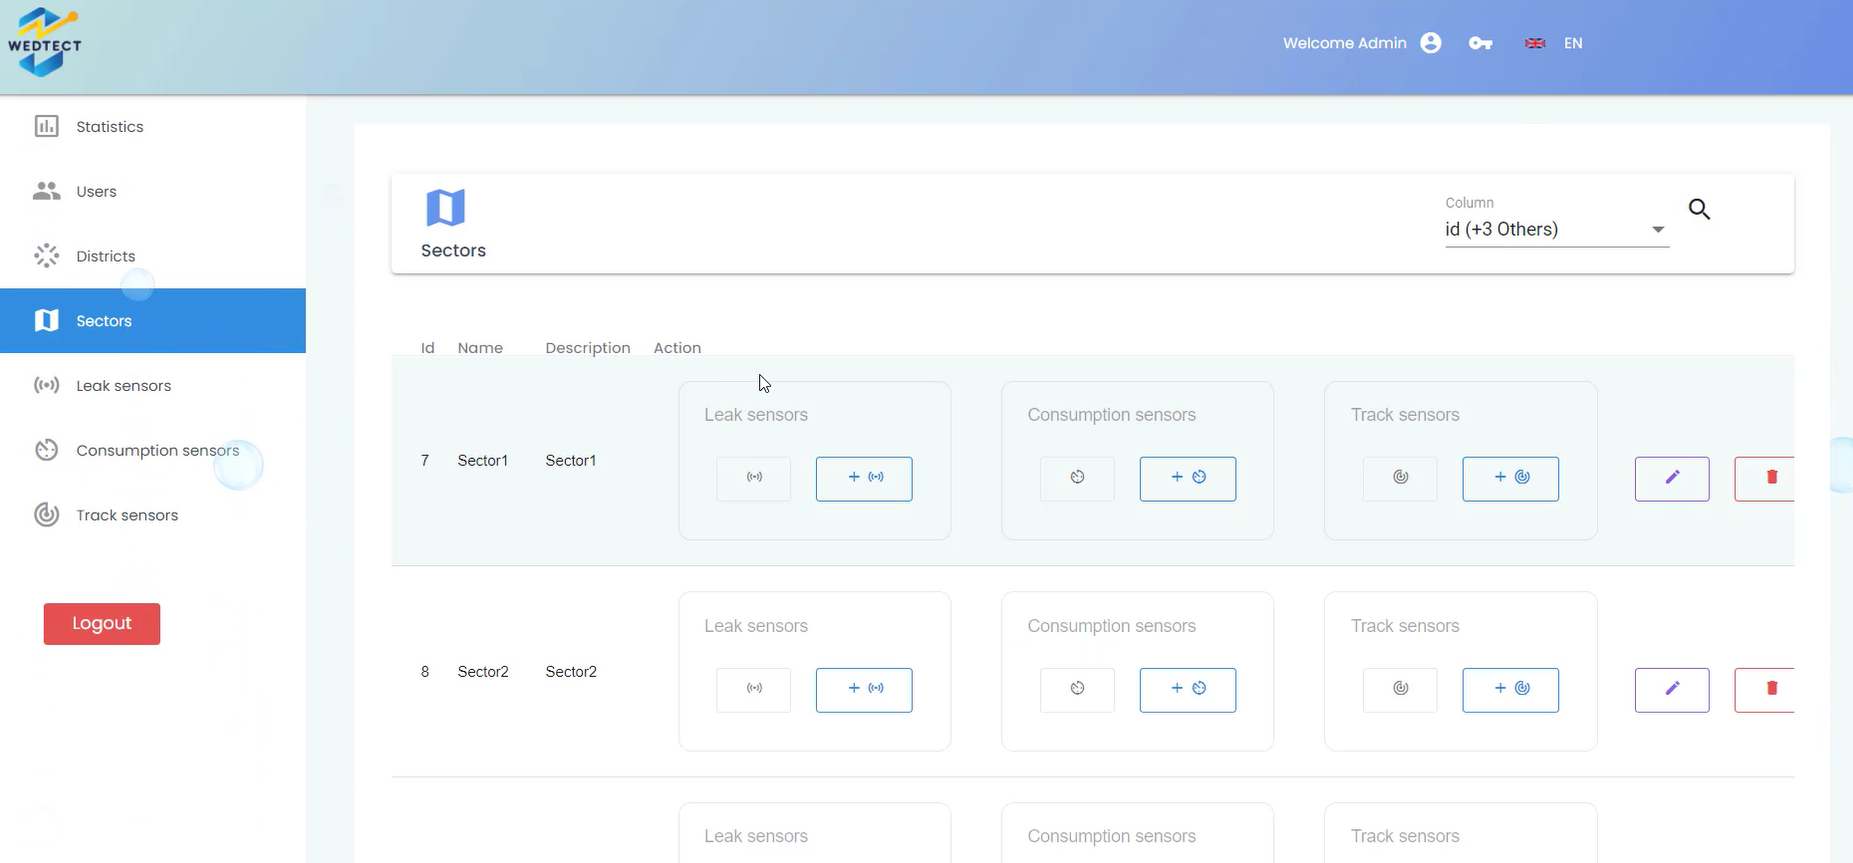 WEDTECT
Welcome Admin
EN
Statistics
Users
Districts
Sectors
Leak sensors
Consumption sensors
Track sensors
Logout
Sectors
Column
id (+3 Others)
Id Name Description Action
Leak sensors Consumption sensors Track sensors
7 Sector1 Sector1
+ + +
Leak sensors Consumption sensors Track sensors
8 Sector2 Sector2
+ + +
Leak sensors Consumption sensors Track sensors